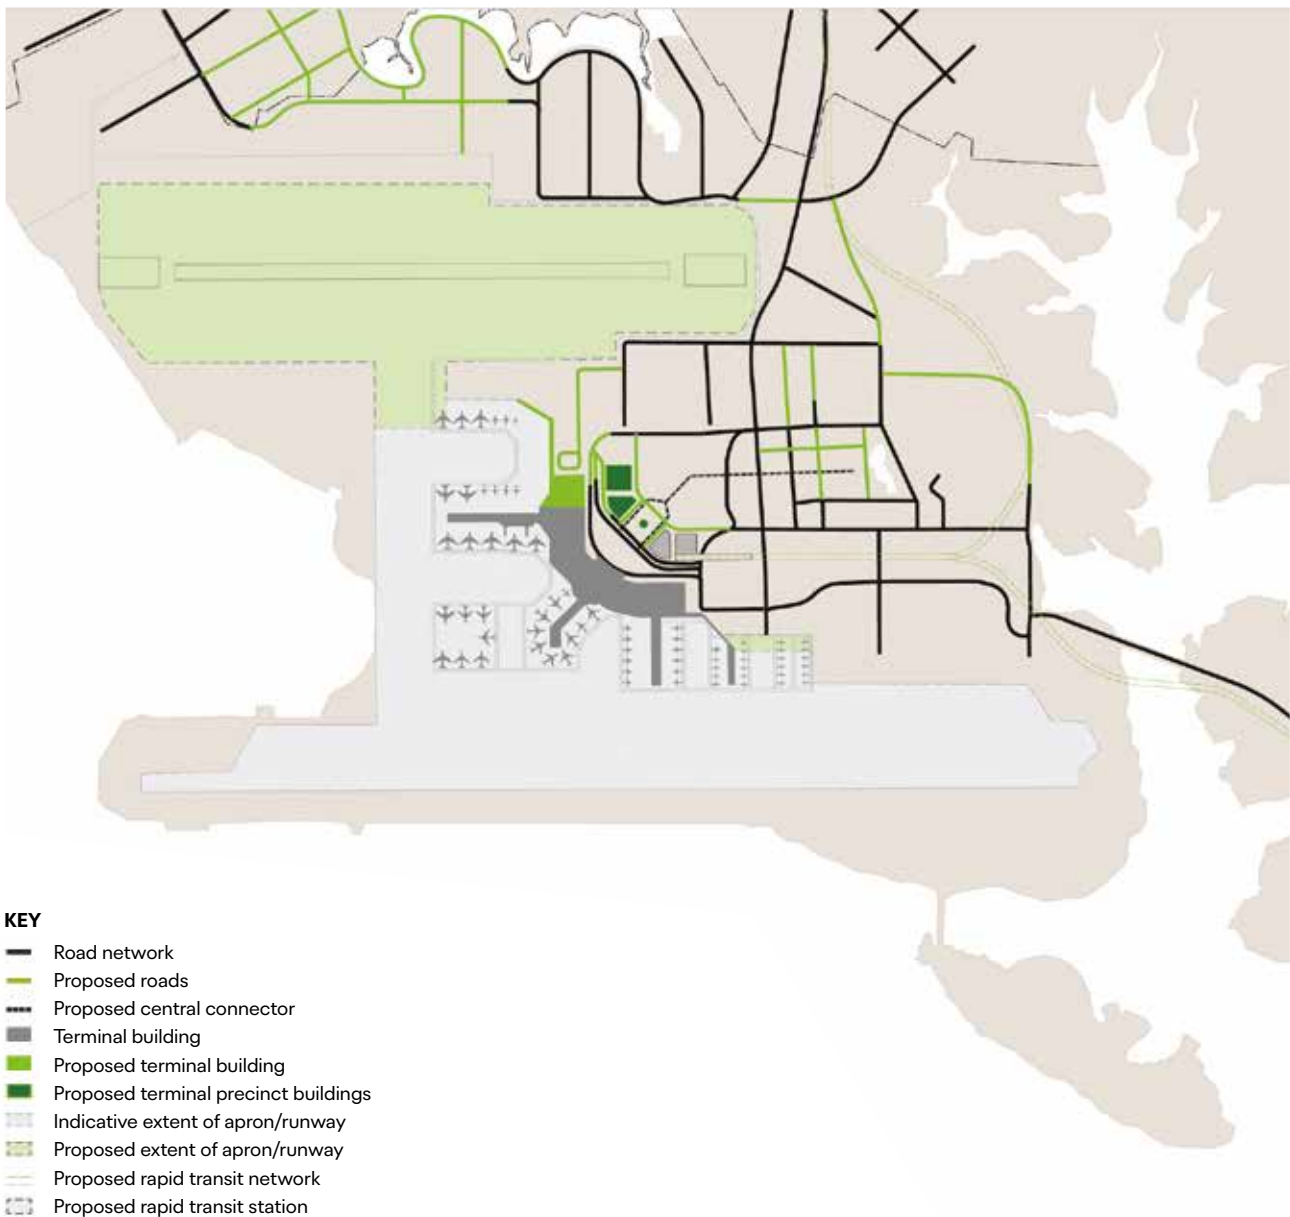 KEY
Road network
Proposed roads
Proposed central connector
Terminal building
Proposed terminal building
Proposed terminal precinct buildings
Indicative extent of apron/runway
Proposed extent of apron/runway
Proposed rapid transit network
Proposed rapid transit station